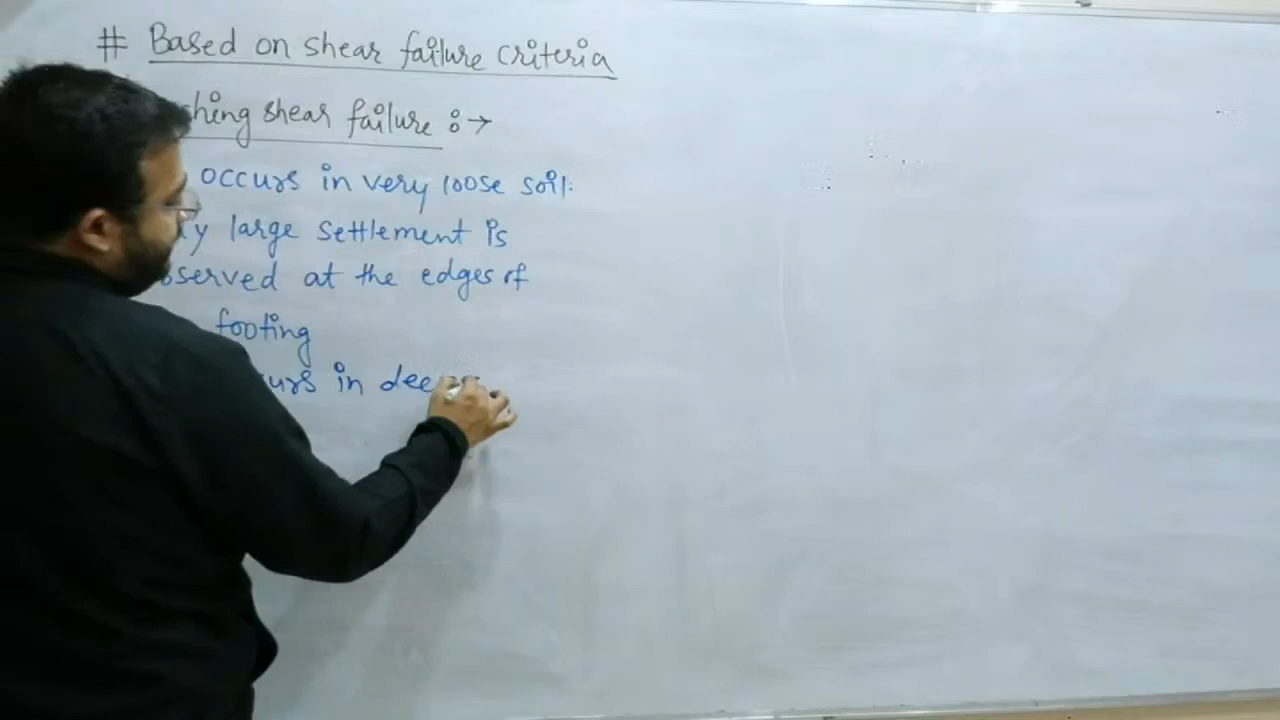 # Based on shear failure criteria
shing shear failure :→
occurs in very loose soil.
y large settlement is
served at the edges of
footing
urs in dee